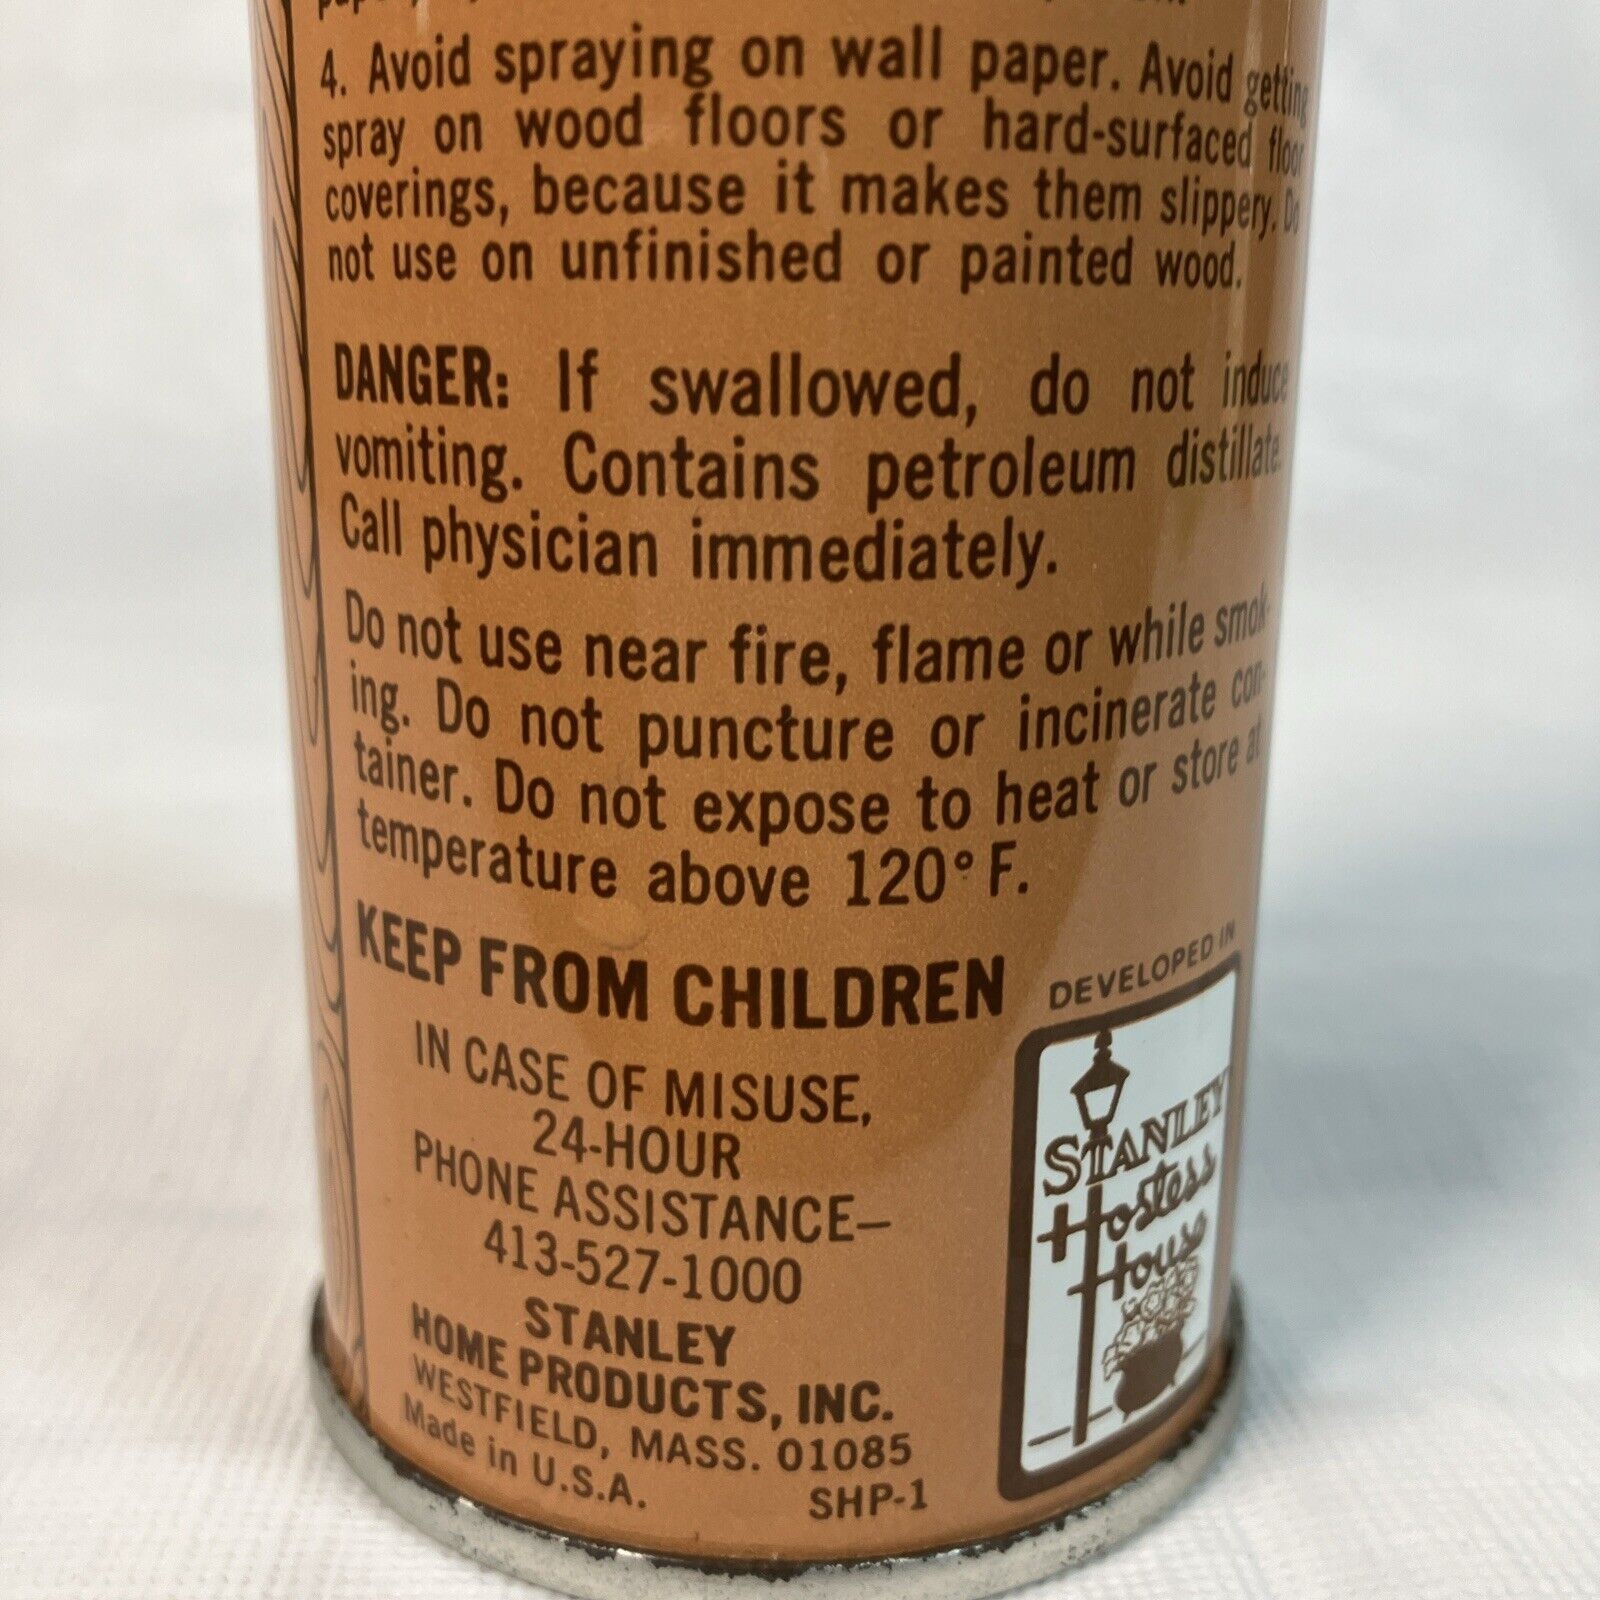 4. Avoid spraying on wall paper. Avoid getting
spray on wood floors or hard-surfaced floor
coverings, because it makes them slippery. Do
not use on unfinished or painted wood.
DANGER: If swallowed, do not induce
vomiting. Contains petroleum distillate.
Call physician immediately.
Do not use near fire, flame or while smok-
ing. Do not puncture or incinerate con-
tainer. Do not expose to heat or store at
temperature above 120° F.
KEEP FROM CHILDREN
IN CASE OF MISUSE,
24-HOUR
PHONE ASSISTANCE—
413-527-1000
STANLEY
HOME PRODUCTS, INC.
WESTFIELD, MASS. 01085
Made in U.S.A.
SHP-1
DEVELOPED IN
STANLEY
Hostess
House